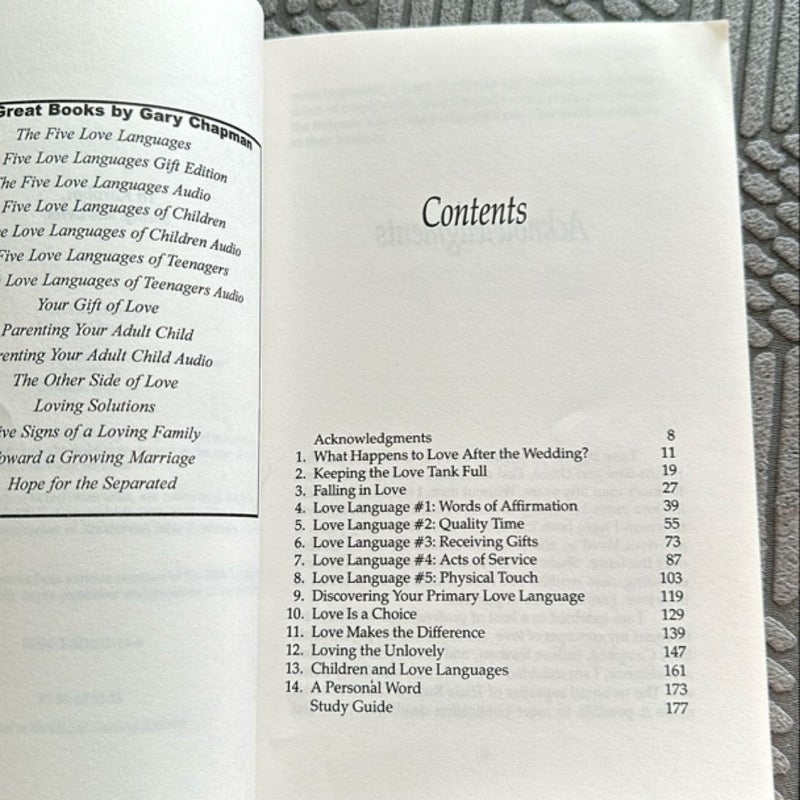 Great Books by Gary Chapman
The Five Love Languages
Five Love Languages Gift Edition
The Five Love Languages Audio
Five Love Languages of Children
Love Languages of Children Audio
Five Love Languages of Teenagers
Love Languages of Teenagers Audio
Your Gift of Love
Parenting Your Adult Child
renting Your Adult Child Audio
The Other Side of Love
Loving Solutions
ive Signs of a Loving Family
oward a Growing Marriage
Hope for the Separated
Contents
Acknowledgments 8
1. What Happens to Love After the Wedding? 11
2. Keeping the Love Tank Full 19
3. Falling in Love 27
4. Love Language #1: Words of Affirmation 39
5. Love Language #2: Quality Time 55
6. Love Language #3: Receiving Gifts 73
7. Love Language #4: Acts of Service 87
8. Love Language #5: Physical Touch 103
9. Discovering Your Primary Love Language 119
10. Love Is a Choice 129
11. Love Makes the Difference 139
12. Loving the Unlovely 147
13. Children and Love Languages 161
14. A Personal Word 173
Study Guide 177